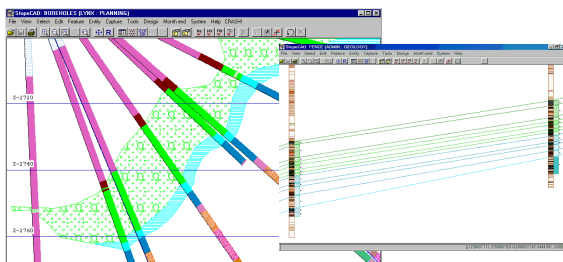 StopeCAD: BOREHOLES (LYNX : PLANNING)
File View Select Edit Feature Entity Capture Tools Design Month end System Help ERASH!
R
Z-2720
Z-2740
Z-2760
StopeCAD: FENCE (ADMIN : GEOLOGY)
File View Select Edit Feature Entity Capture Tools Design Month end System Help
R